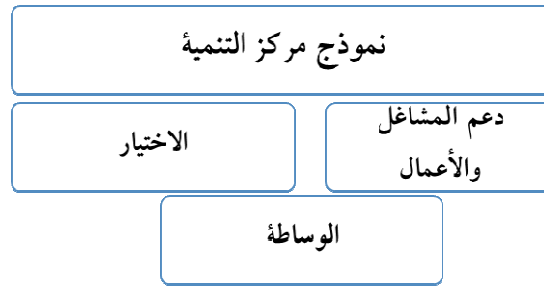 نموذج مركز التنمية
دعم المشاغل
والأعمال
الاختيار
الوساطة